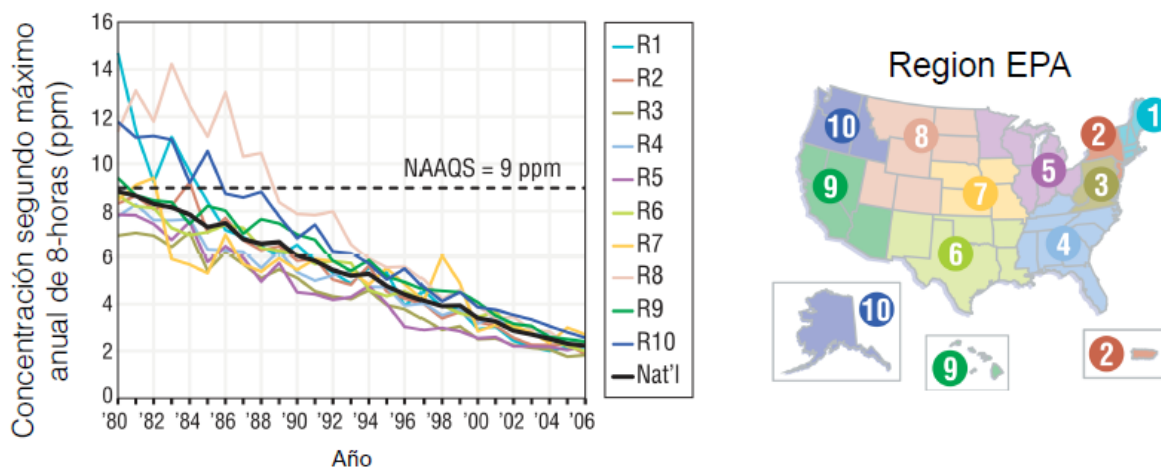 Concentración segundo máximo
anual de 8-horas (ppm)
16
14
12
10
8
6
4
2
0
NAAQS = 9 ppm
'80 '82 '84 '86 '88 '90 '92 '94 '96 '98 '00 '02 '04 '06
Año
R1
R2
R3
R4
R5
R6
R7
R8
R9
R10
Nat'l
Region EPA
1
2
3
4
5
6
7
8
9
10
10
9
2